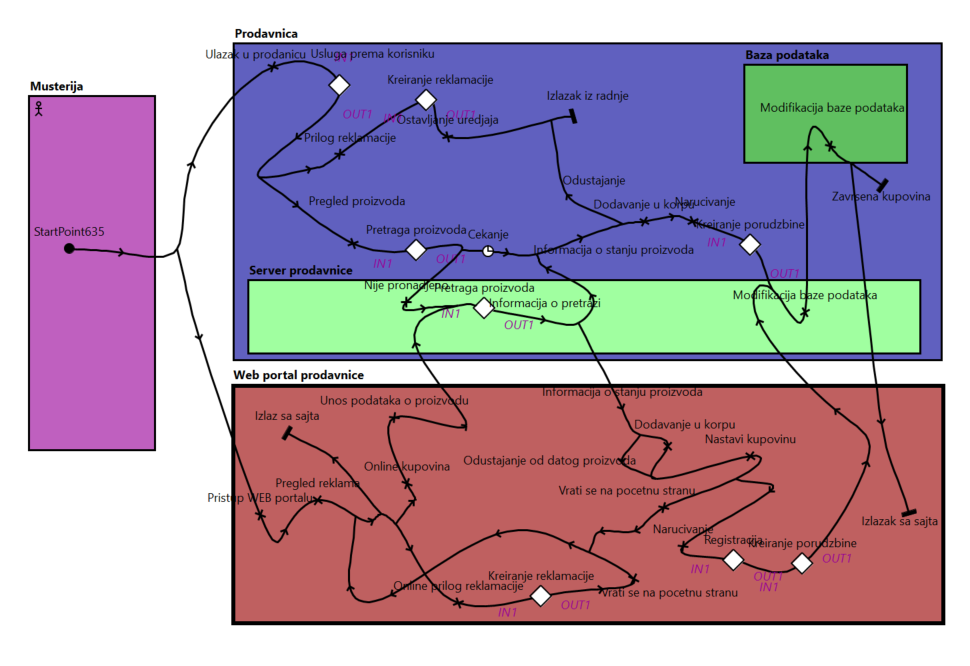 Prodavnica
Ulazak u prodanicu
Usluga prema korisniku
IN1
Baza podataka
Musterija
Kreiranje reklamacije
OUT1
IN1
OUT1
Ostavljanje uredjaja
Izlazak iz radnje
Modifikacija baze podataka
Prilog reklamacije
Odustajanje
Zavrsena kupovina
Pregled proizvoda
Dodavanje u korpu
Narucivanje
StartPoint635
Pretraga proizvoda
Cekanje
Kreiranje porudzbine
IN1
OUT1
Informacija o stanju proizvoda
IN1
OUT1
Server prodavnice
Nije pronadjeno
Pretraga proizvoda
Modifikacija baze podataka
Informacija o pretrazi
IN1
OUT1
Web portal prodavnice
Unos podataka o proizvodu
Informacija o stanju proizvoda
Izlaz sa sajta
Dodavanje u korpu
Nastavi kupovinu
Online kupovina
Odustajanje od datog proizvoda
Pregled reklama
Vrati se na pocetnu stranu
Pristup WEB portalu
Izlazak sa sajta
Narucivanje
Registracija
Kreiranje porudzbine
OUT1
IN1
OUT1
IN1
Kreiranje reklamacije
Online prilog reklamacije
Vrati se na pocetnu stranu
IN1
OUT1